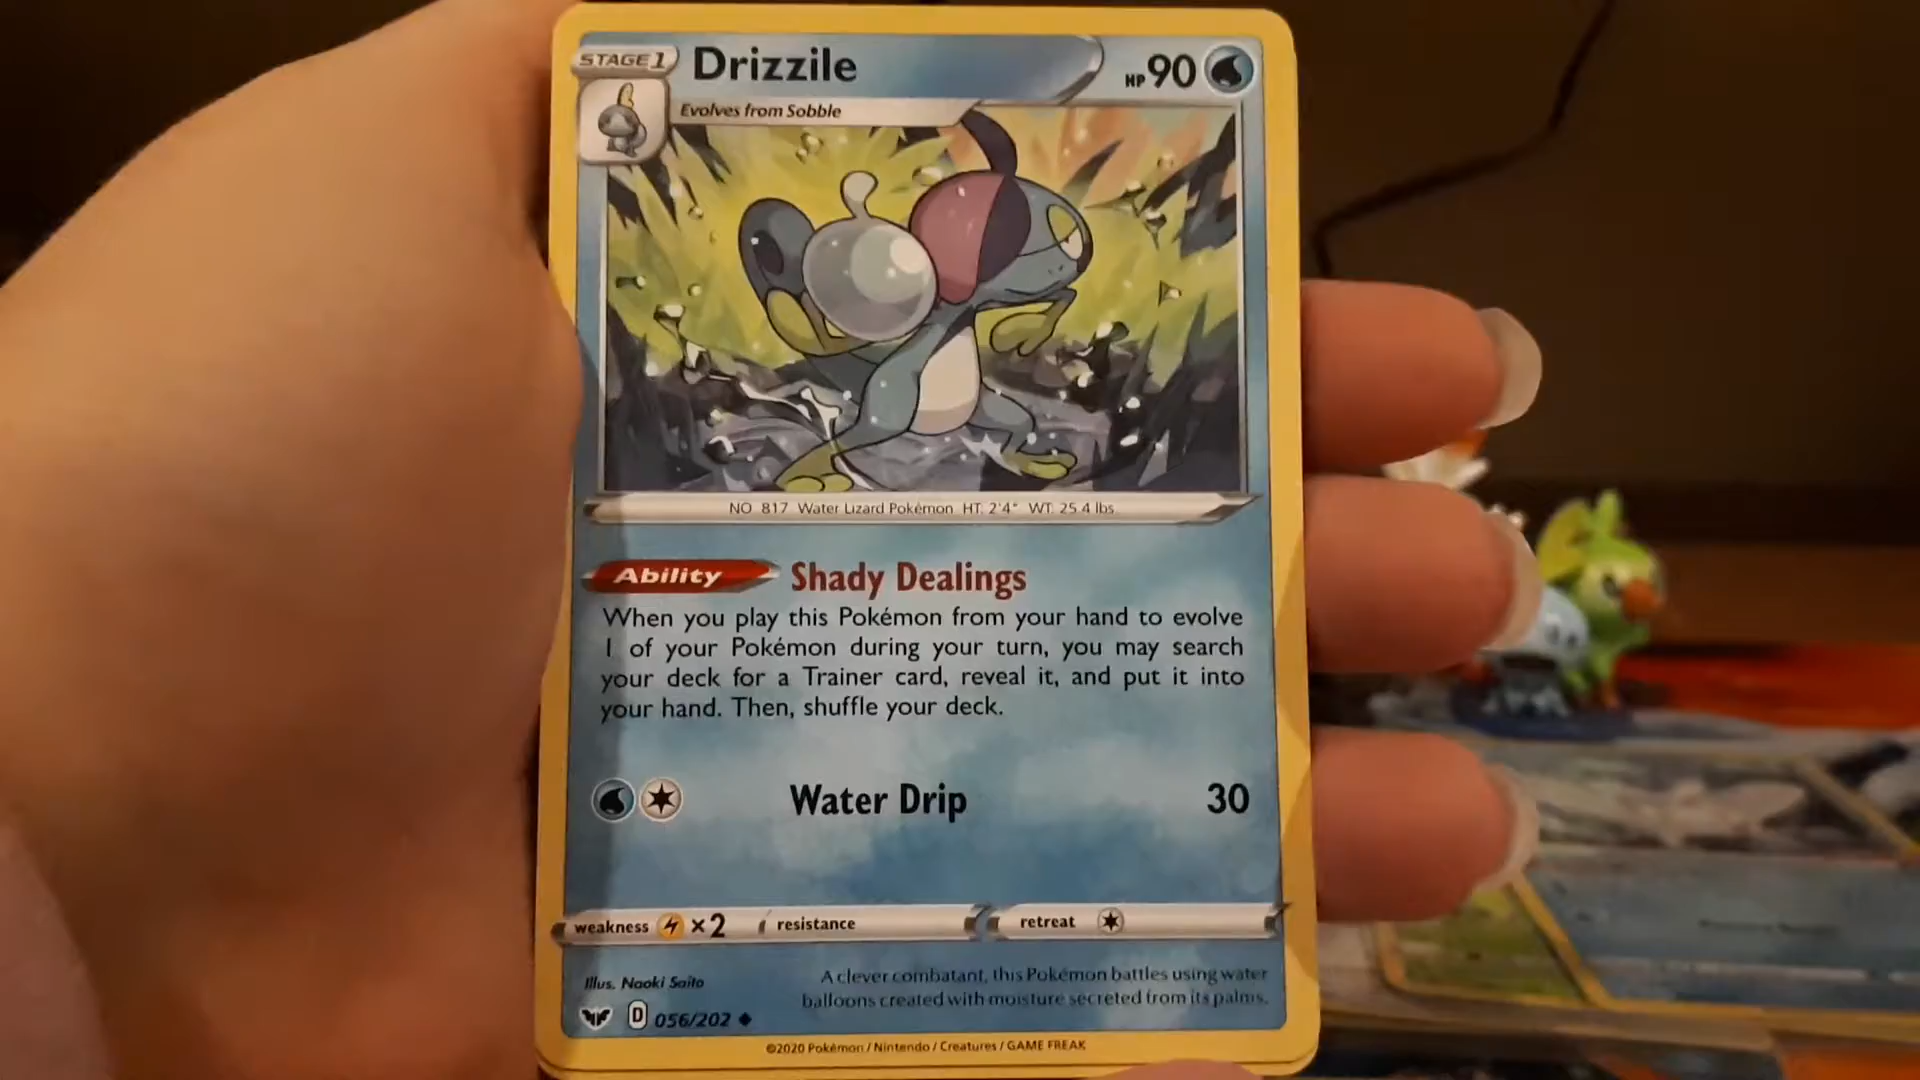 STAGE 1
Drizzile
HP 90
Evolves from Sobble
NO 817 Water Lizard Pokémon HT: 2'4" WT: 25.4 lbs
Ability Shady Dealings
When you play this Pokémon from your hand to evolve
1 of your Pokémon during your turn, you may search
your deck for a Trainer card, reveal it, and put it into
your hand. Then, shuffle your deck.
Water Drip 30
weakness ×2 resistance retreat
Illus. Naoki Saito
A clever combatant, this Pokémon battles using water
balloons created with moisture secreted from its palms.
D 056/202
©2020 Pokémon / Nintendo / Creatures / GAME FREAK